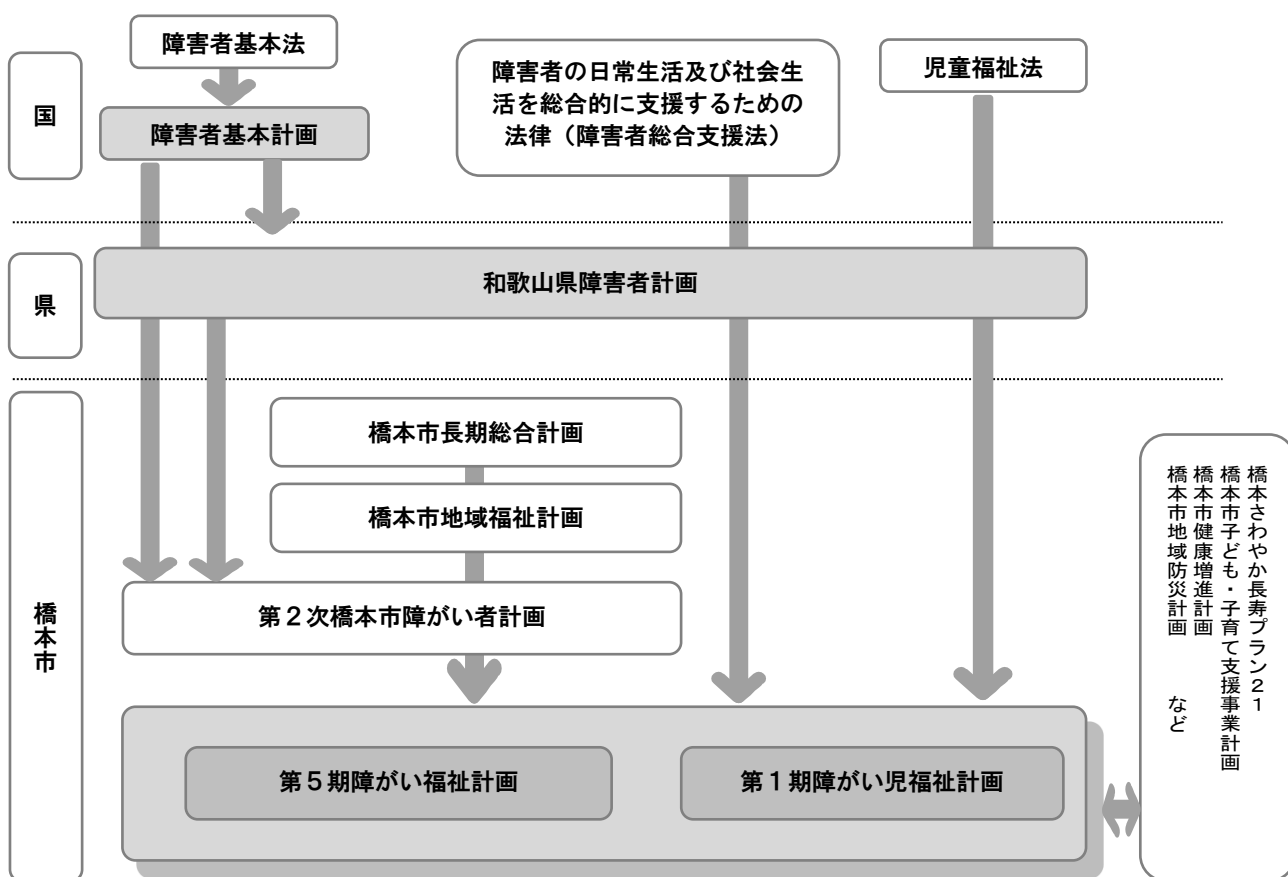 国
障害者基本法
障害者基本計画
障害者の日常生活及び社会生
活を総合的に支援するための
法律（障害者総合支援法）
児童福祉法
県
和歌山県障害者計画
橋本市
橋本市長期総合計画
橋本市地域福祉計画
第２次橋本市障がい者計画
第５期障がい福祉計画
第１期障がい児福祉計画
橋本さわやか長寿プラン２１
橋本市子ども・子育て支援事業計画
橋本市健康増進計画
橋本市地域防災計画　　など